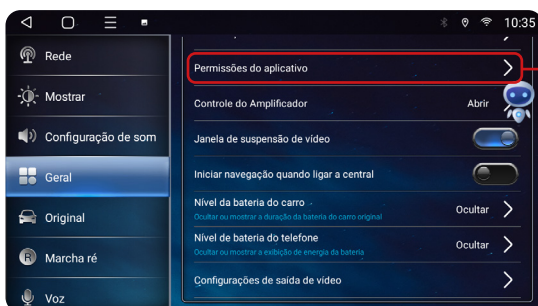 10:35
Rede
Mostrar
Configuração de som
Geral
Original
Marcha ré
Voz
Permissões do aplicativo
Controle do Amplificador
Abrir
Janela de suspensão de vídeo
Iniciar navegação quando ligar a central
Nível da bateria do carro
Ocultar ou mostrar a duração da bateria do carro original
Ocultar
Nível de bateria do telefone
Ocultar ou mostrar a exibição de energia da bateria
Ocultar
Configurações de saída de vídeo